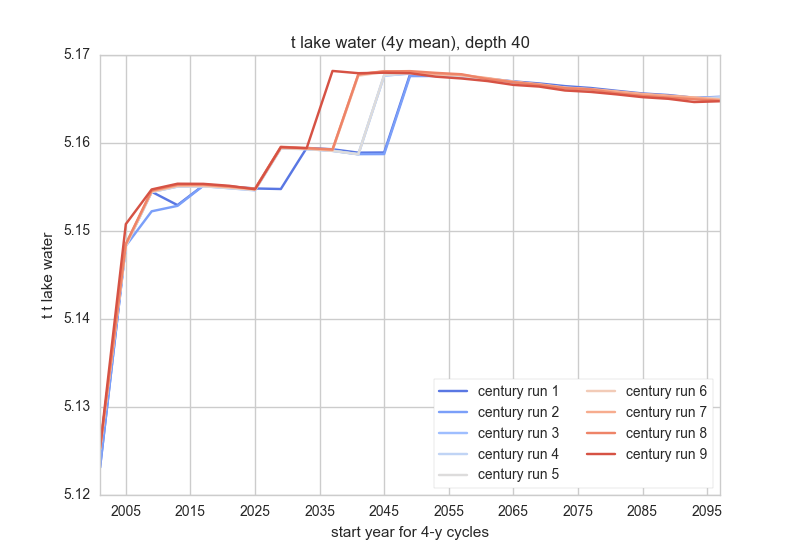 t lake water (4y mean), depth 40
5.17
5.16
5.15
5.14
5.13
5.12
t t lake water
2005 2015 2025 2035 2045 2055 2065 2075 2085 2095
start year for 4-y cycles
century run 1
century run 2
century run 3
century run 4
century run 5
century run 6
century run 7
century run 8
century run 9